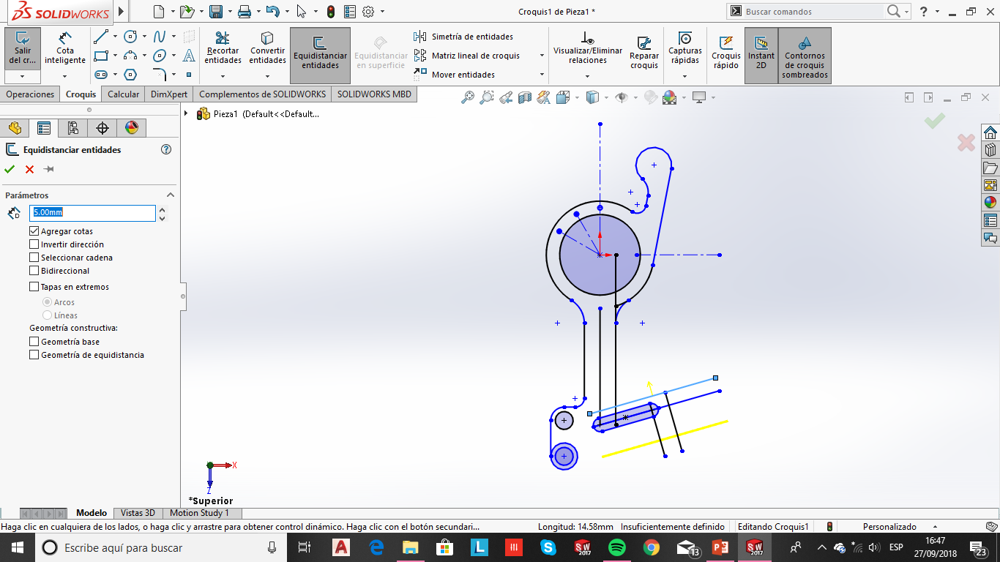 SOLIDWORKS
Croquis1 de Pieza1 *
Buscar comandos
Salir del cr...
Cota inteligente
Recortar entidades
Convertir entidades
Equidistanciar entidades
Equidistanciar en superficie
Simetría de entidades
Matriz lineal de croquis
Mover entidades
Visualizar/Eliminar relaciones
Reparar croquis
Capturas rápidas
Croquis rápido
Instant 2D
Contornos de croquis sombreados
Operaciones
Croquis
Calcular
DimXpert
Complementos de SOLIDWORKS
SOLIDWORKS MBD
Pieza1 (Default<<Default...
Equidistanciar entidades
Parámetros
5.00mm
Agregar cotas
Invertir dirección
Seleccionar cadena
Bidireccional
Tapas en extremos
Arcos
Líneas
Geometría constructiva:
Geometría base
Geometría de equidistancia
X
Z
*Superior
Modelo
Vistas 3D
Motion Study 1
Haga clic en cualquiera de los lados, o haga clic y arrastre para obtener control dinámico. Haga clic con el botón secundari...
Longitud: 14.58mm
Insuficientemente definido
Editando Croquis1
Personalizado
Escribe aquí para buscar
SW 2017
13
SW 2017
ESP
16:47
27/09/2018
23